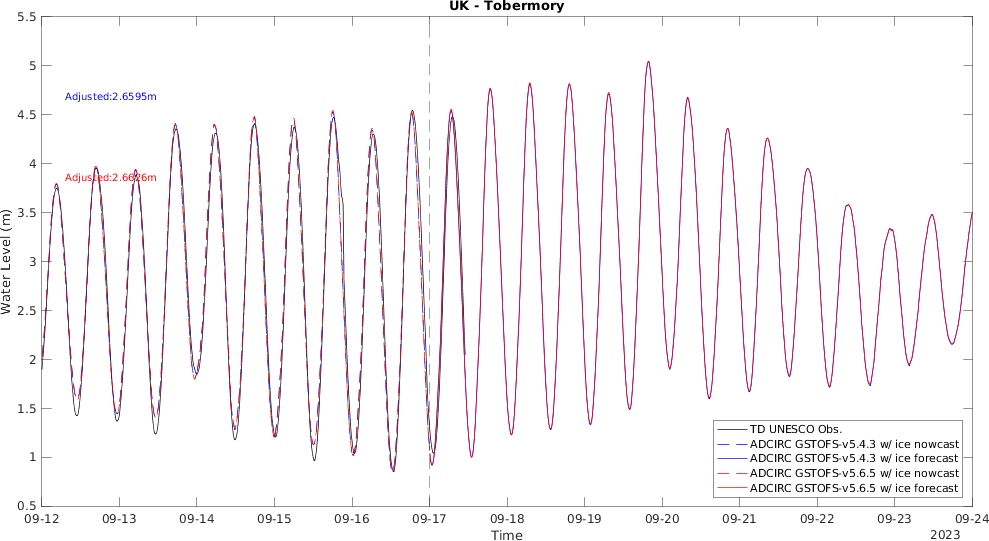 UK - Tobermory
5.5
5
4.5
4
3.5
3
2.5
2
1.5
1
0.5
Water Level (m)
Adjusted:2.6595m
Adjusted:2.6626m
TD UNESCO Obs.
ADCIRC GSTOFS-v5.4.3 w/ ice nowcast
ADCIRC GSTOFS-v5.4.3 w/ ice forecast
ADCIRC GSTOFS-v5.6.5 w/ ice nowcast
ADCIRC GSTOFS-v5.6.5 w/ ice forecast
09-12 09-13 09-14 09-15 09-16 09-17 09-18 09-19 09-20 09-21 09-22 09-23 09-24
Time
2023